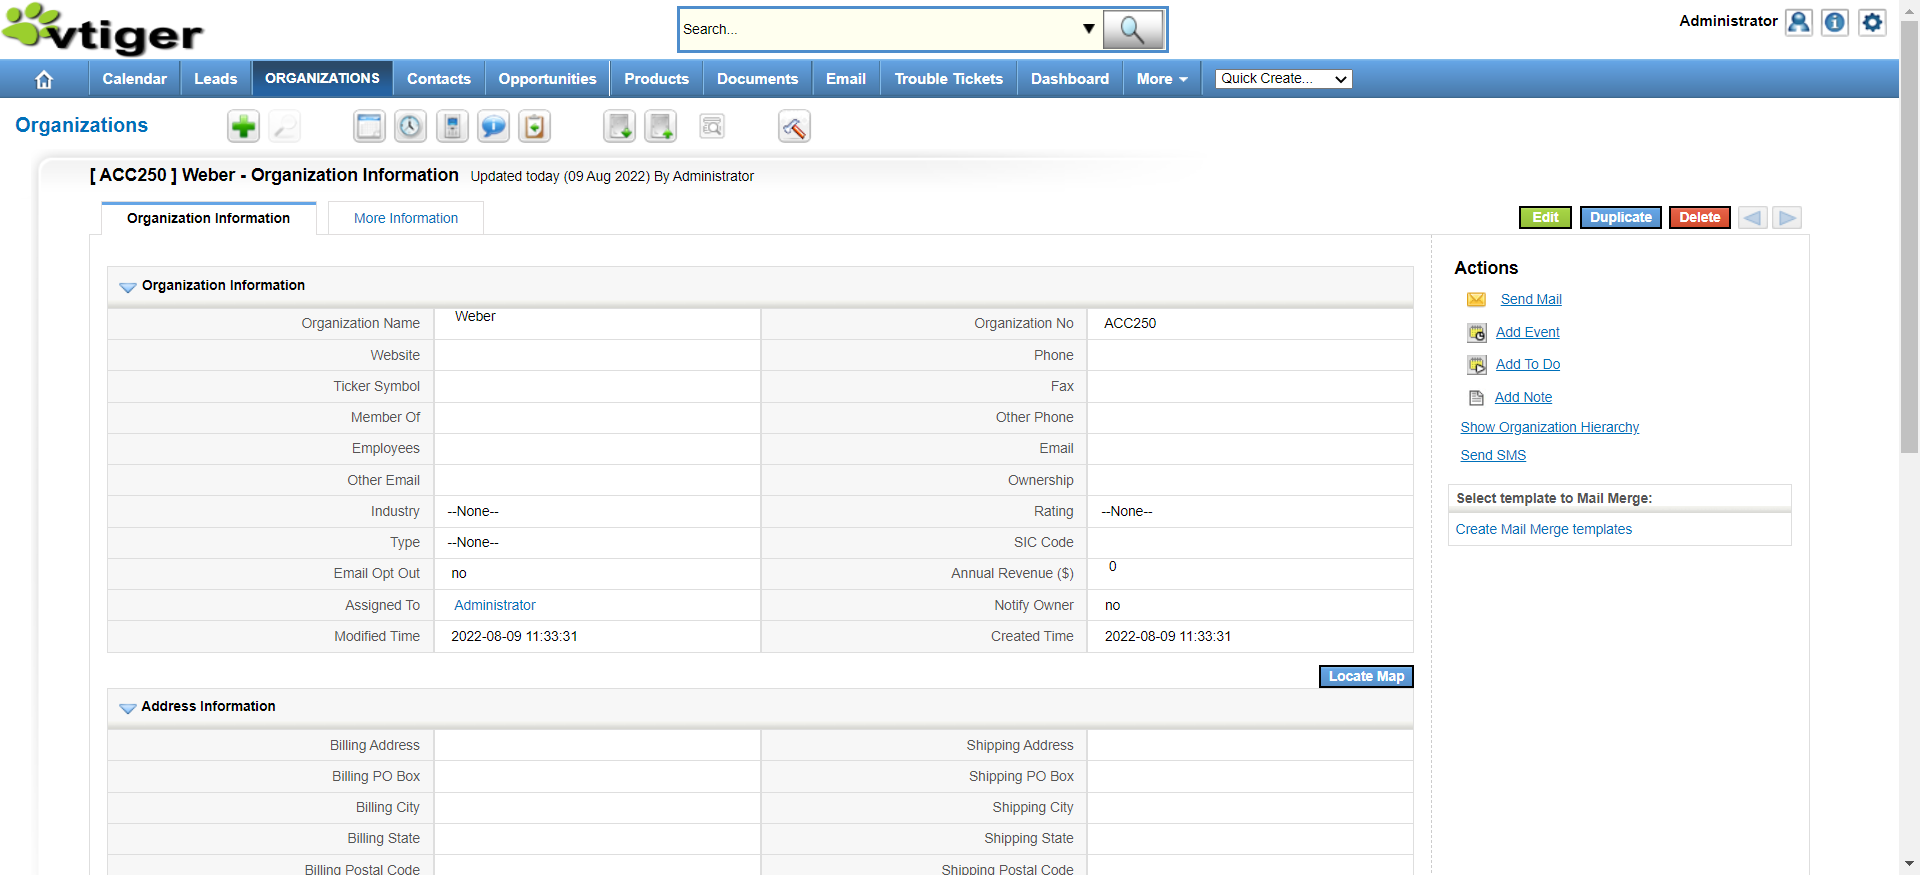 vtiger
Search...
Administrator
Calendar
Leads
ORGANIZATIONS
Contacts
Opportunities
Products
Documents
Email
Trouble Tickets
Dashboard
More
Quick Create...
Organizations
[ ACC250 ] Weber - Organization Information Updated today (09 Aug 2022) By Administrator
Organization Information
More Information
Edit
Duplicate
Delete
Organization Information
Organization Name Weber Organization No ACC250
Website Phone
Ticker Symbol Fax
Member Of Other Phone
Employees Email
Other Email Ownership
Industry --None-- Rating --None--
Type --None-- SIC Code
Email Opt Out no Annual Revenue ($) 0
Assigned To Administrator Notify Owner no
Modified Time 2022-08-09 11:33:31 Created Time 2022-08-09 11:33:31
Locate Map
Address Information
Billing Address Shipping Address
Billing PO Box Shipping PO Box
Billing City Shipping City
Billing State Shipping State
Billing Postal Code Shipping Postal Code
Actions
Send Mail
Add Event
Add To Do
Add Note
Show Organization Hierarchy
Send SMS
Select template to Mail Merge:
Create Mail Merge templates